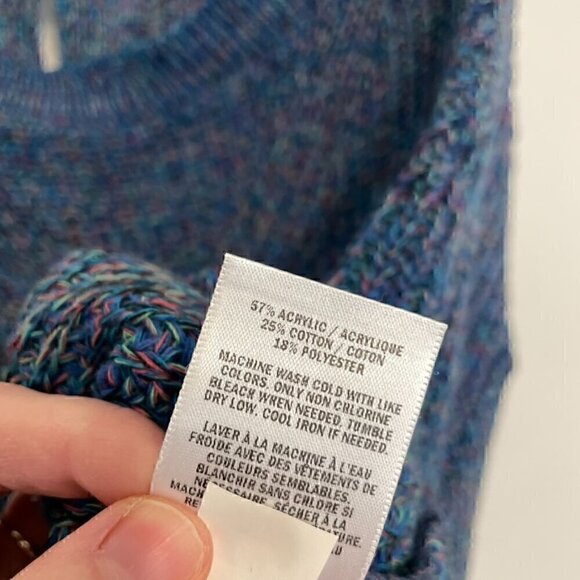 57% ACRYLIC / ACRYLIQUE
25% COTTON / COTON
18% POLYESTER
MACHINE WASH COLD WITH LIKE
COLORS. ONLY NON CHLORINE
BLEACH WHEN NEEDED. TUMBLE
DRY LOW. COOL IRON IF NEEDED.
LAVER À LA MACHINE À L'EAU
FROIDE AVEC DES VÊTEMENTS DE
COULEURS SEMBLABLES.
BLANCHIR SANS CHLORE SI
NÉCESSAIRE. SÉCHER À LA